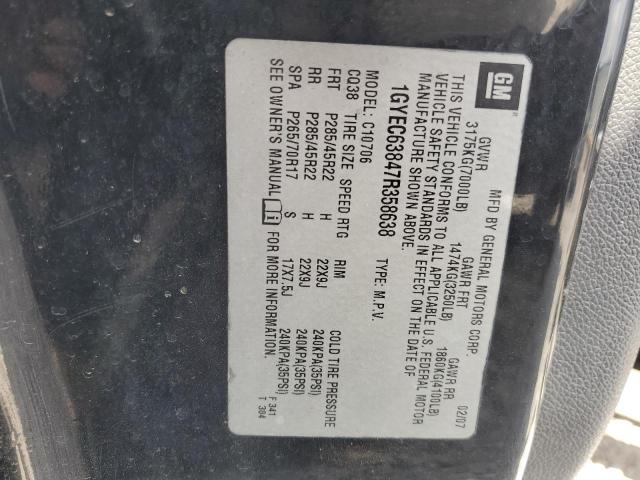 GM
MFD BY GENERAL MOTORS CORP. 02/07
GVWR GAWR FRT GAWR RR
3175KG(7000LB) 1474KG(3250LB) 1860KG(4100LB)
THIS VEHICLE CONFORMS TO ALL APPLICABLE U.S. FEDERAL MOTOR
VEHICLE SAFETY STANDARDS IN EFFECT ON THE DATE OF
MANUFACTURE SHOWN ABOVE.
1GYEC63847R358638 TYPE: M.P.V.
MODEL: C10706
CQ38 TIRE SIZE SPEED RTG RIM COLD TIRE PRESSURE
FRT P285/45R22 H 22X9J 240KPA(35PSI)
RR P285/45R22 H 22X9J 240KPA(35PSI)
SPA P265/70R17 S 17X7.5J 240KPA(35PSI)
SEE OWNER'S MANUAL i FOR MORE INFORMATION. F 341
T 304